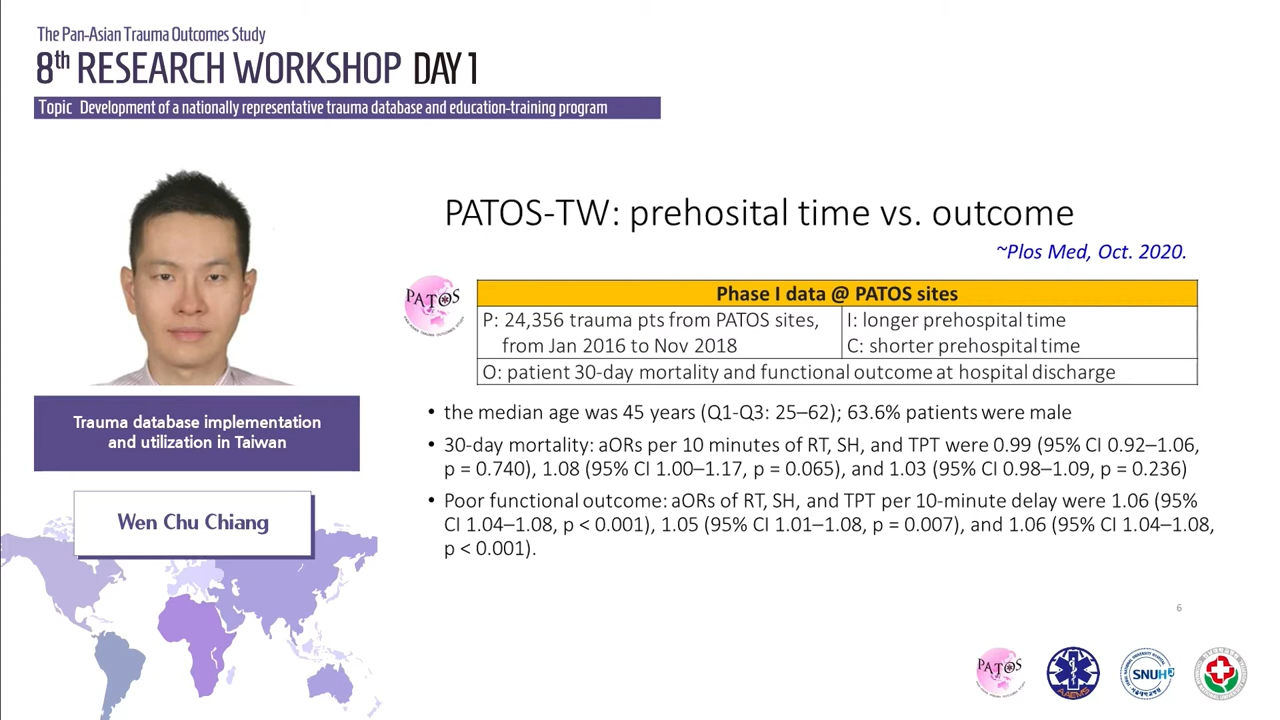 The Pan-Asian Trauma Outcomes Study
8th RESEARCH WORKSHOP DAY 1
Topic Development of a nationally representative trauma database and education-training program
PATOS-TW: prehosital time vs. outcome
~Plos Med, Oct. 2020.
PATOS
Phase I data @ PATOS sites
P: 24,356 trauma pts from PATOS sites,
from Jan 2016 to Nov 2018
I: longer prehospital time
C: shorter prehospital time
O: patient 30-day mortality and functional outcome at hospital discharge
• the median age was 45 years (Q1-Q3: 25–62); 63.6% patients were male
• 30-day mortality: aORs per 10 minutes of RT, SH, and TPT were 0.99 (95% CI 0.92–1.06,
p = 0.740), 1.08 (95% CI 1.00–1.17, p = 0.065), and 1.03 (95% CI 0.98–1.09, p = 0.236)
• Poor functional outcome: aORs of RT, SH, and TPT per 10-minute delay were 1.06 (95%
CI 1.04–1.08, p < 0.001), 1.05 (95% CI 1.01–1.08, p = 0.007), and 1.06 (95% CI 1.04–1.08,
p < 0.001).
Trauma database implementation
and utilization in Taiwan
Wen Chu Chiang
6
PATOS
AAEMS
SNUH
서울대학교병원